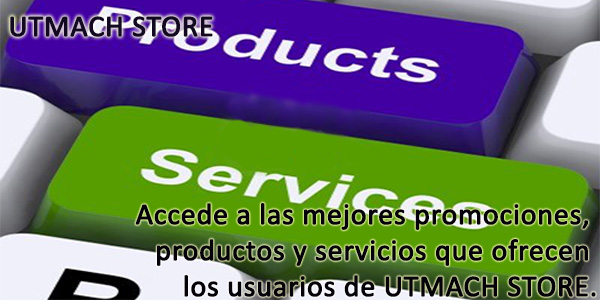 UTMACH STORE
Products
Services
Accede a las mejores promociones,
productos y servicios que ofrecen
los usuarios de UTMACH STORE.